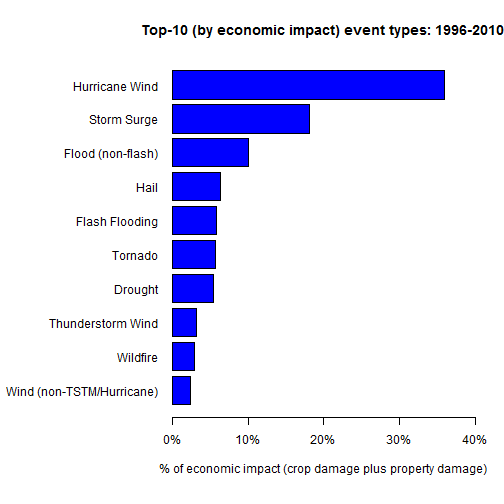 Top-10 (by economic impact) event types: 1996-2010
Hurricane Wind
Storm Surge
Flood (non-flash)
Hail
Flash Flooding
Tornado
Drought
Thunderstorm Wind
Wildfire
Wind (non-TSTM/Hurricane)
0% 10% 20% 30% 40%
% of economic impact (crop damage plus property damage)